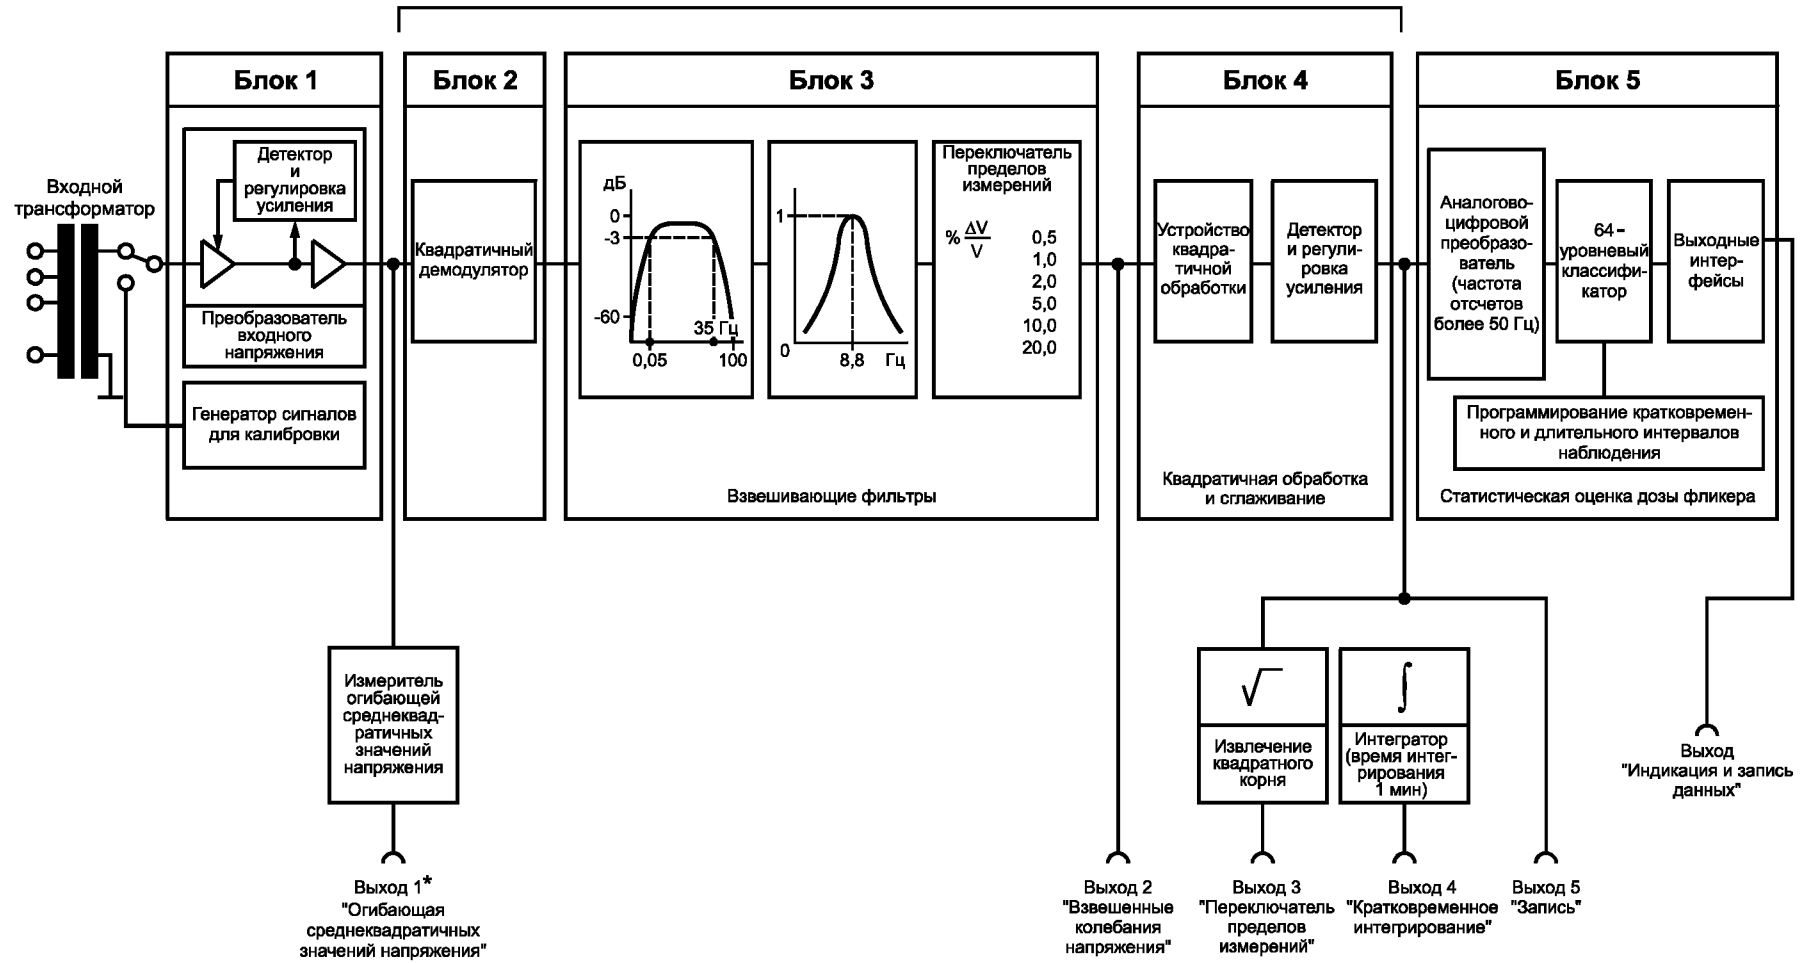 Блок 1
Блок 2
Блок 3
Блок 4
Блок 5
Входной
трансформатор
Детектор
и
регулировка
усиления
Преобразователь
входного
напряжения
Генератор сигналов
для калибровки
Квадратичный
демодулятор
дБ
0
-3
-60
35 Гц
0,05
100
1
0
8,8
Гц
Переключатель
пределов
измерений
% ΔV
V
0,5
1,0
2,0
5,0
10,0
20,0
Взвешивающие фильтры
Устройство
квадра-
тичной
обработки
Детектор
и регули-
ровка
усиления
Квадратичная обработка
и сглаживание
Аналогово-
цифровой
преобразо-
ватель
(частота
отсчетов
более 50 Гц)
64–
уровневый
классифи-
катор
Выходные
интер-
фейсы
Программирование кратковремен-
ного и длительного интервалов
наблюдения
Статистическая оценка дозы фликера
Измеритель
огибающей
среднеквад-
ратичных
значений
напряжения
√
Извлечение
квадратного
корня
∫
Интегратор
(время интег-
рирования
1 мин)
Выход
"Индикация и запись
данных"
Выход 1*
"Огибающая
среднеквадратичных
значений напряжения"
Выход 2
"Взвешенные
колебания
напряжения"
Выход 3
"Переключатель
пределов
измерений"
Выход 4
"Кратковременное
интегрирование"
Выход 5
"Запись"